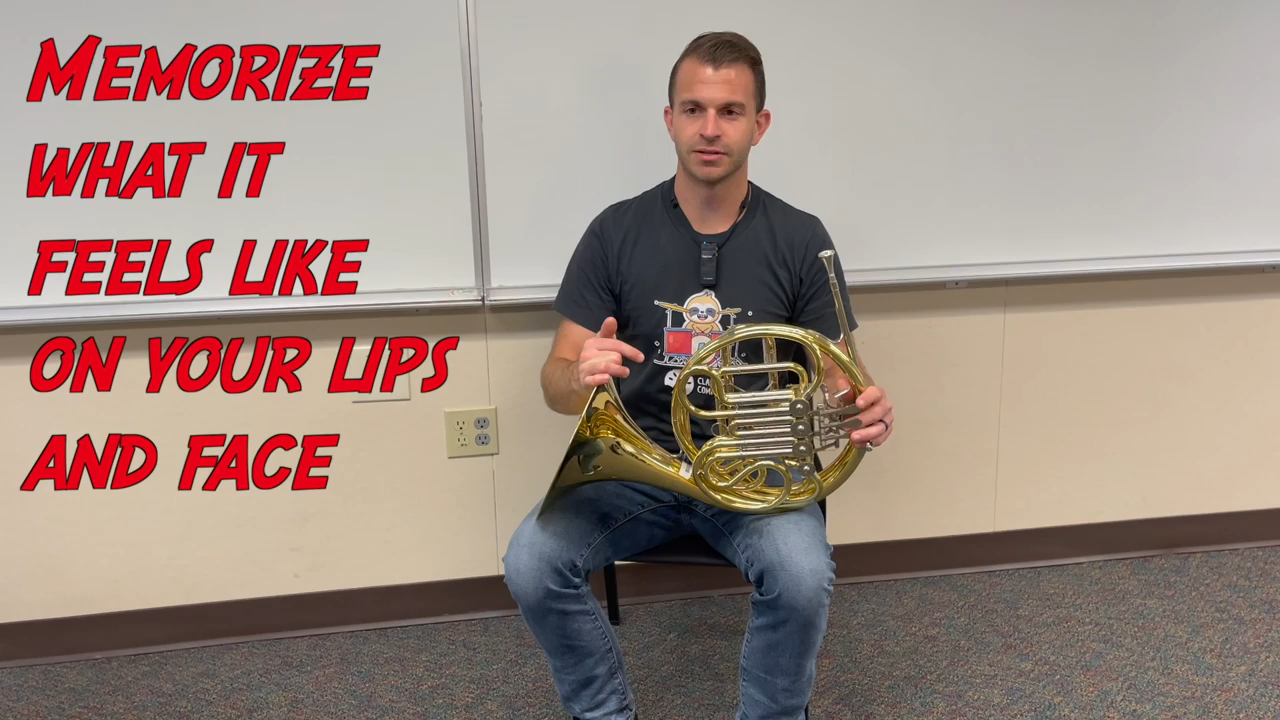 Memorize
what it
feels like
on your lips
and face